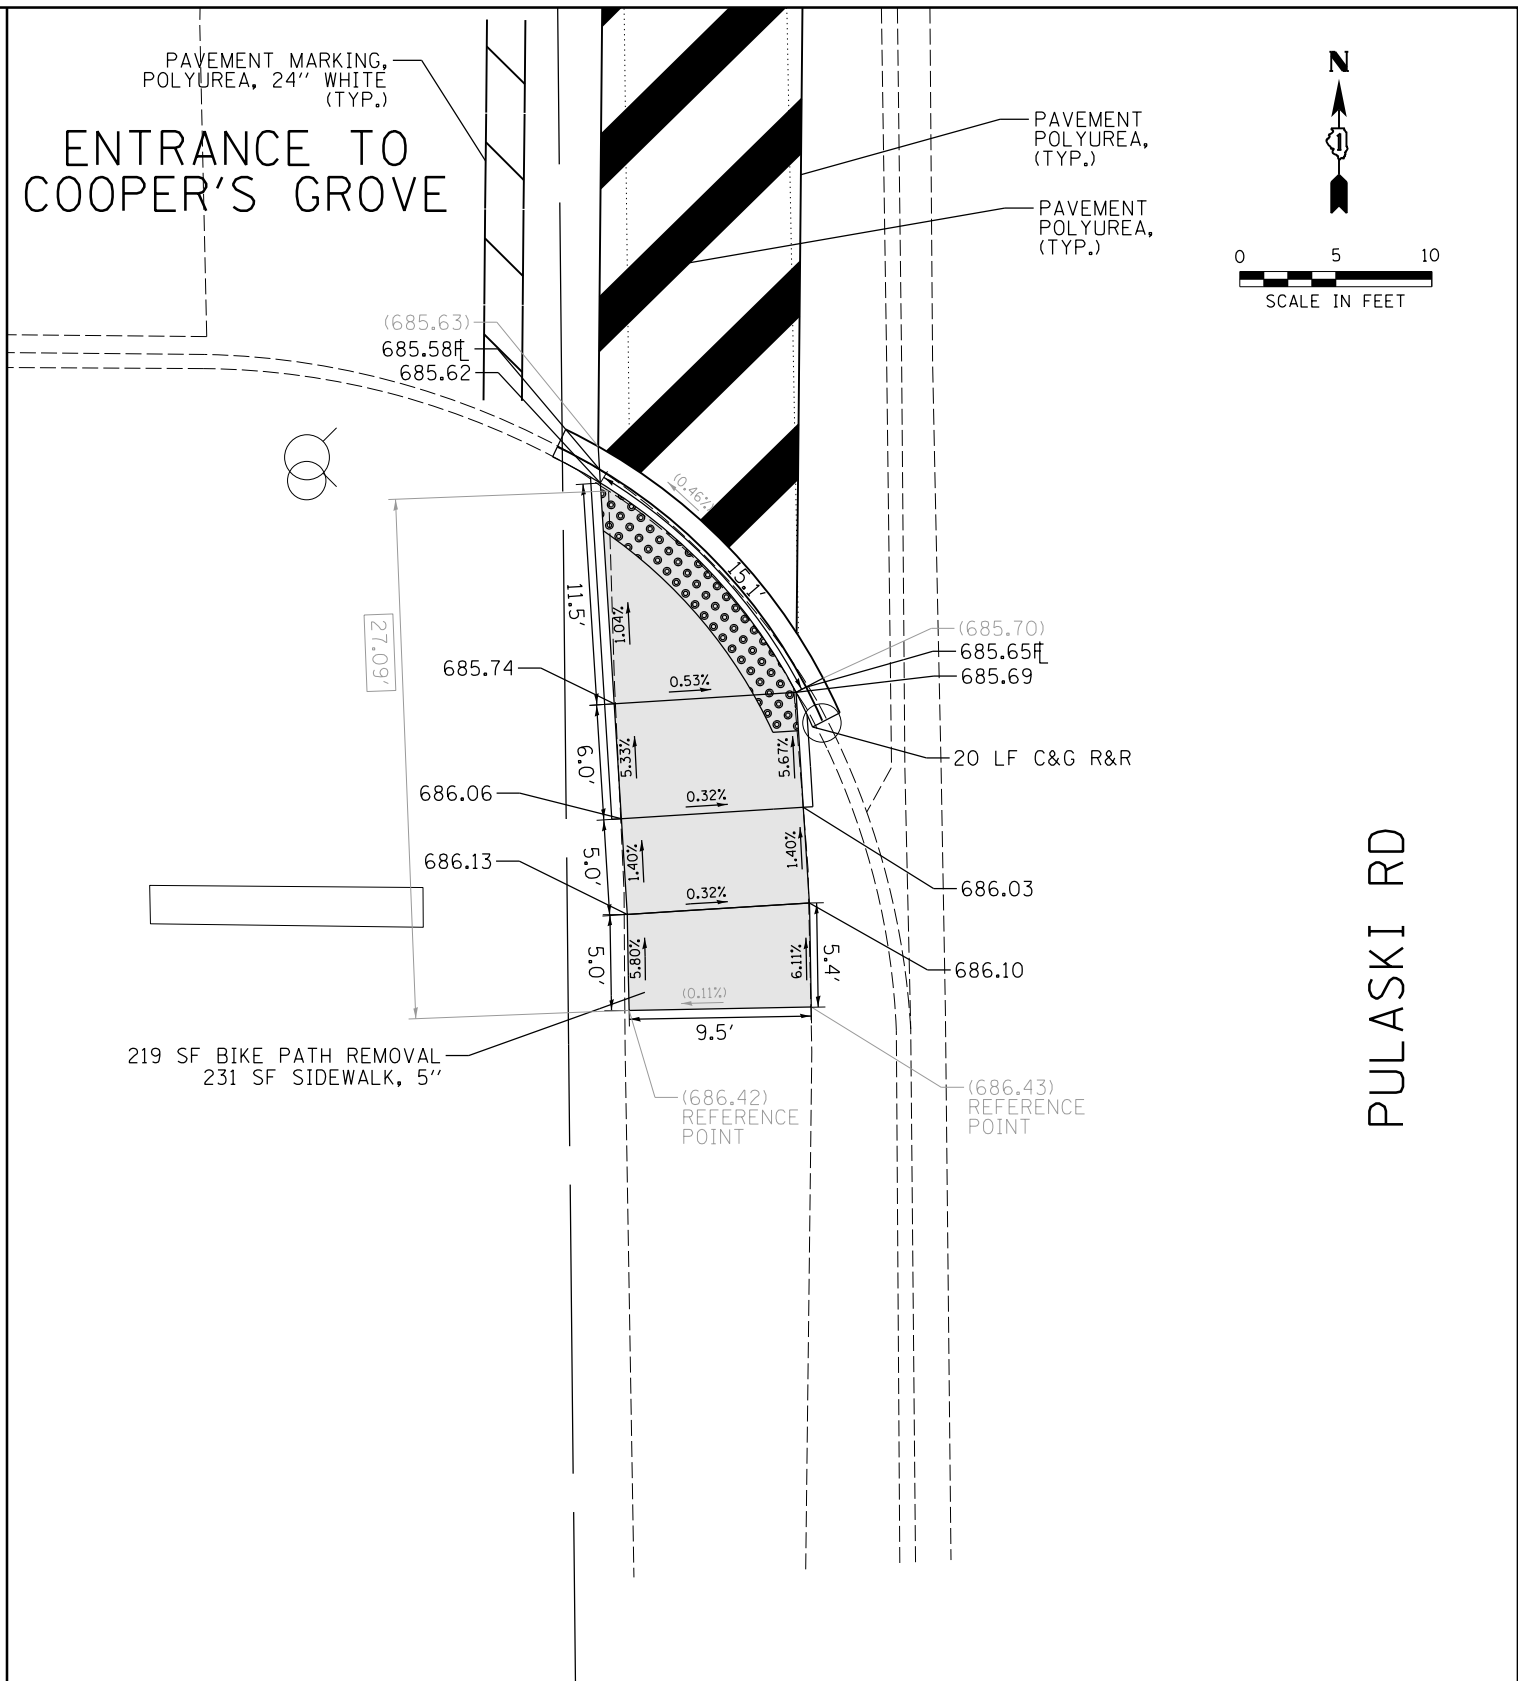 PAVEMENT MARKING,
POLYUREA, 24" WHITE
(TYP.)
ENTRANCE TO
COOPER'S GROVE
PAVEMENT
POLYUREA,
(TYP.)
PAVEMENT
POLYUREA,
(TYP.)
N
1
0 5 10
SCALE IN FEET
(685.63)
685.58 FL
685.62
(0.46%)
15.1'
11.5'
1.04%
27.09'
(685.70)
685.65 FL
685.69
685.74
0.53%
20 LF C&G R&R
6.0'
5.33%
5.67%
686.06
0.32%
686.13
5.0'
1.40%
1.40%
686.03
0.32%
686.10
5.0'
5.80%
6.11%
5.4'
(0.11%)
9.5'
219 SF BIKE PATH REMOVAL
231 SF SIDEWALK, 5"
(686.42)
REFERENCE
POINT
(686.43)
REFERENCE
POINT
PULASKI RD